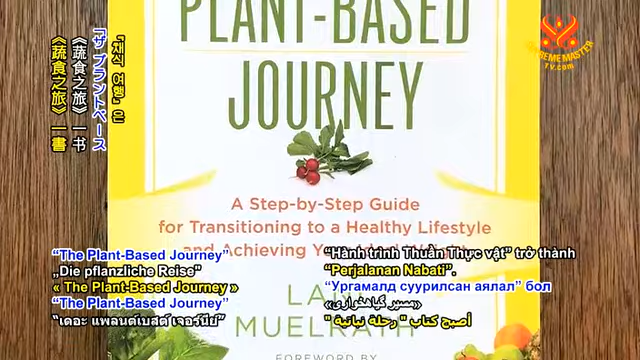 PLANT-BASED
JOURNEY
A Step-by-Step Guide
for Transitioning to a Healthy Lifestyle
and Achieving
MUELRATH
FOREWORD BY
TV.com
『채식 여행』은
『ザ プラントベース
《蔬食之旅》一书
《蔬食之旅》一書
“The Plant-Based Journey”
„Die pflanzliche Reise"
« The Plant-Based Journey »
“The Plant-Based Journey”
“เดอะ แพลนต์เบสต์ เจอร์นีย์”
“Hành trình Thuần Thực vật” trở thành
“Perjalanan Nabati”.
“Ургамалд суурилсан аялал” бол
«مسیر گیاهخواری»
أصبح كتاب " رحلة نباتية "